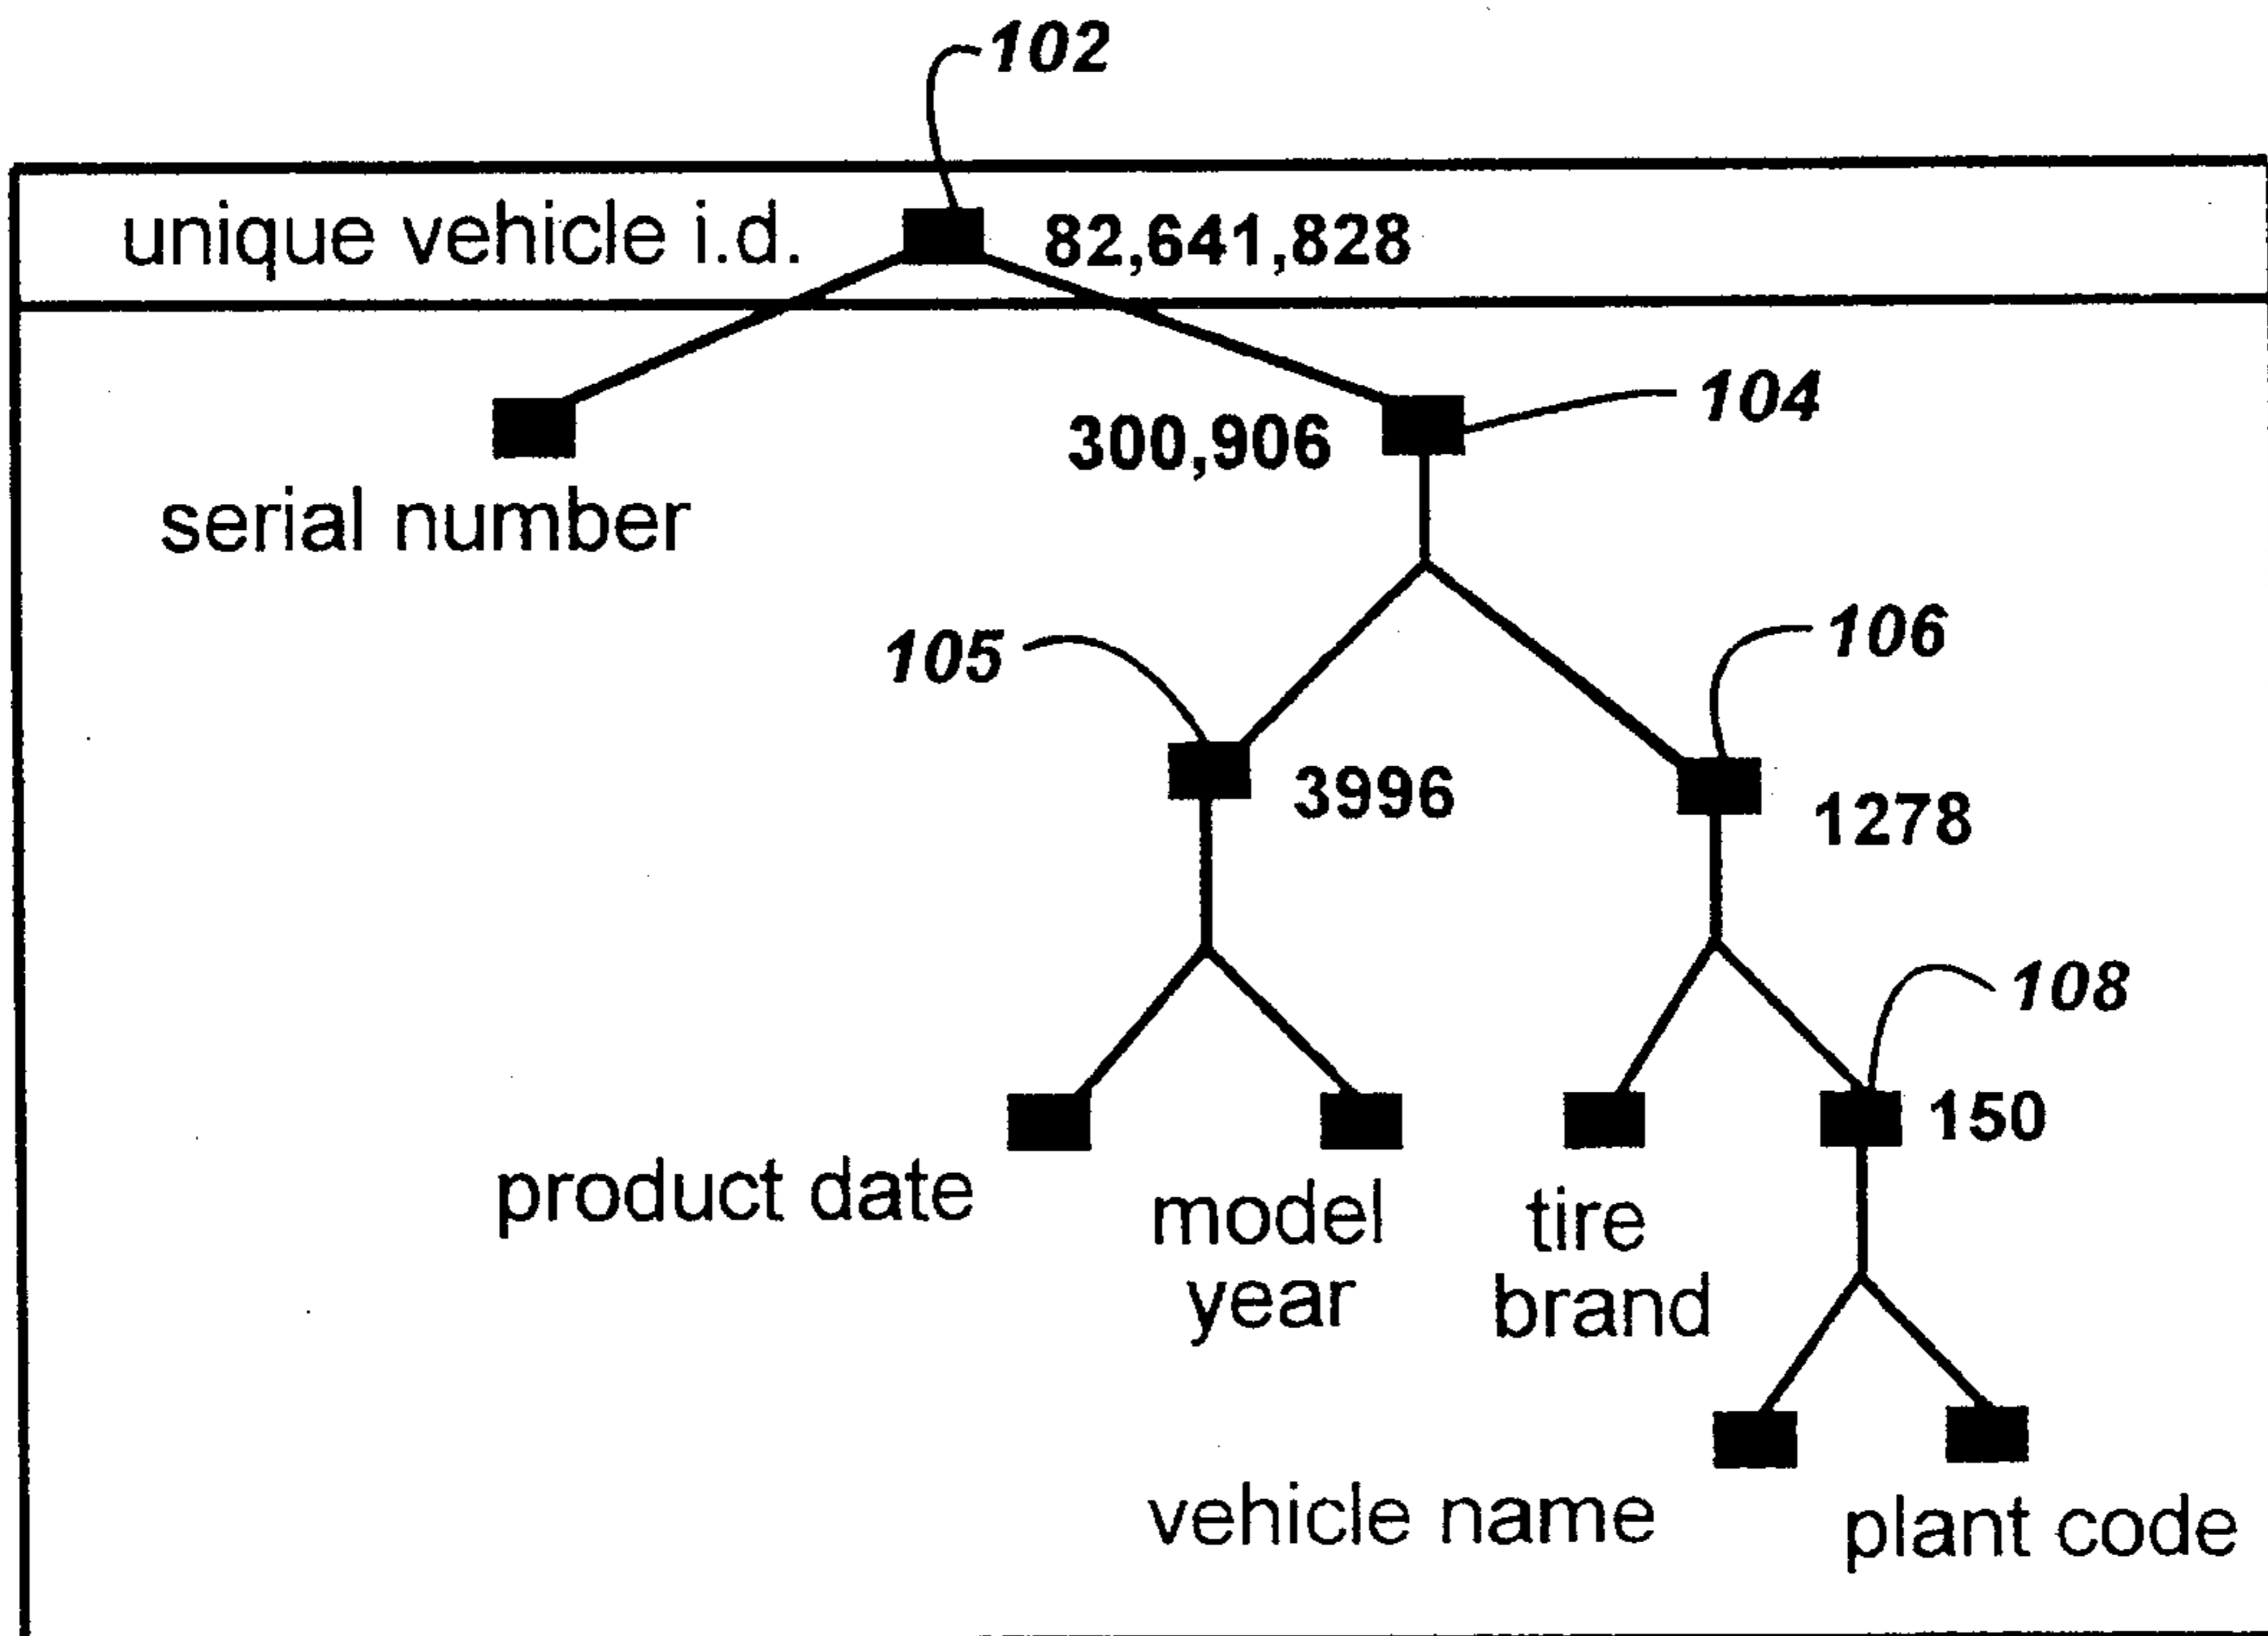 102
unique vehicle i.d.
82,641,828
300,906
104
serial number
105
106
3996
1278
108
150
product date
model
year
tire
brand
vehicle name
plant code